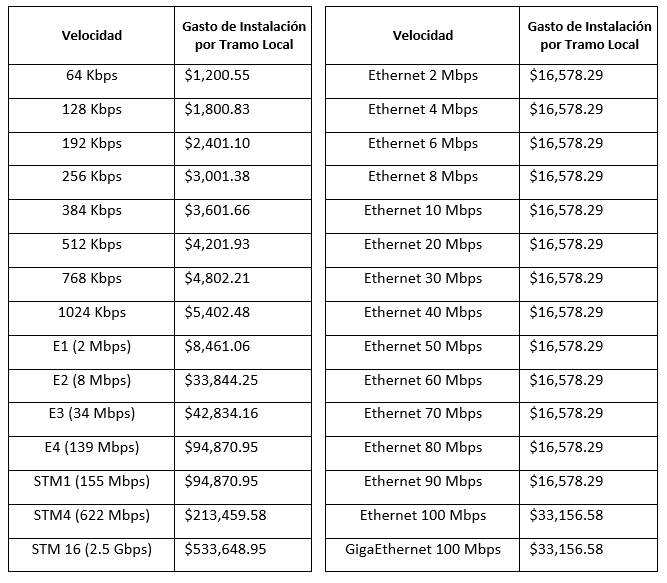 Velocidad Gasto de Instalación
por Tramo Local
64 Kbps $1,200.55
128 Kbps $1,800.83
192 Kbps $2,401.10
256 Kbps $3,001.38
384 Kbps $3,601.66
512 Kbps $4,201.93
768 Kbps $4,802.21
1024 Kbps $5,402.48
E1 (2 Mbps) $8,461.06
E2 (8 Mbps) $33,844.25
E3 (34 Mbps) $42,834.16
E4 (139 Mbps) $94,870.95
STM1 (155 Mbps) $94,870.95
STM4 (622 Mbps) $213,459.58
STM 16 (2.5 Gbps) $533,648.95
Velocidad Gasto de Instalación
por Tramo Local
Ethernet 2 Mbps $16,578.29
Ethernet 4 Mbps $16,578.29
Ethernet 6 Mbps $16,578.29
Ethernet 8 Mbps $16,578.29
Ethernet 10 Mbps $16,578.29
Ethernet 20 Mbps $16,578.29
Ethernet 30 Mbps $16,578.29
Ethernet 40 Mbps $16,578.29
Ethernet 50 Mbps $16,578.29
Ethernet 60 Mbps $16,578.29
Ethernet 70 Mbps $16,578.29
Ethernet 80 Mbps $16,578.29
Ethernet 90 Mbps $16,578.29
Ethernet 100 Mbps $33,156.58
GigaEthernet 100 Mbps $33,156.58